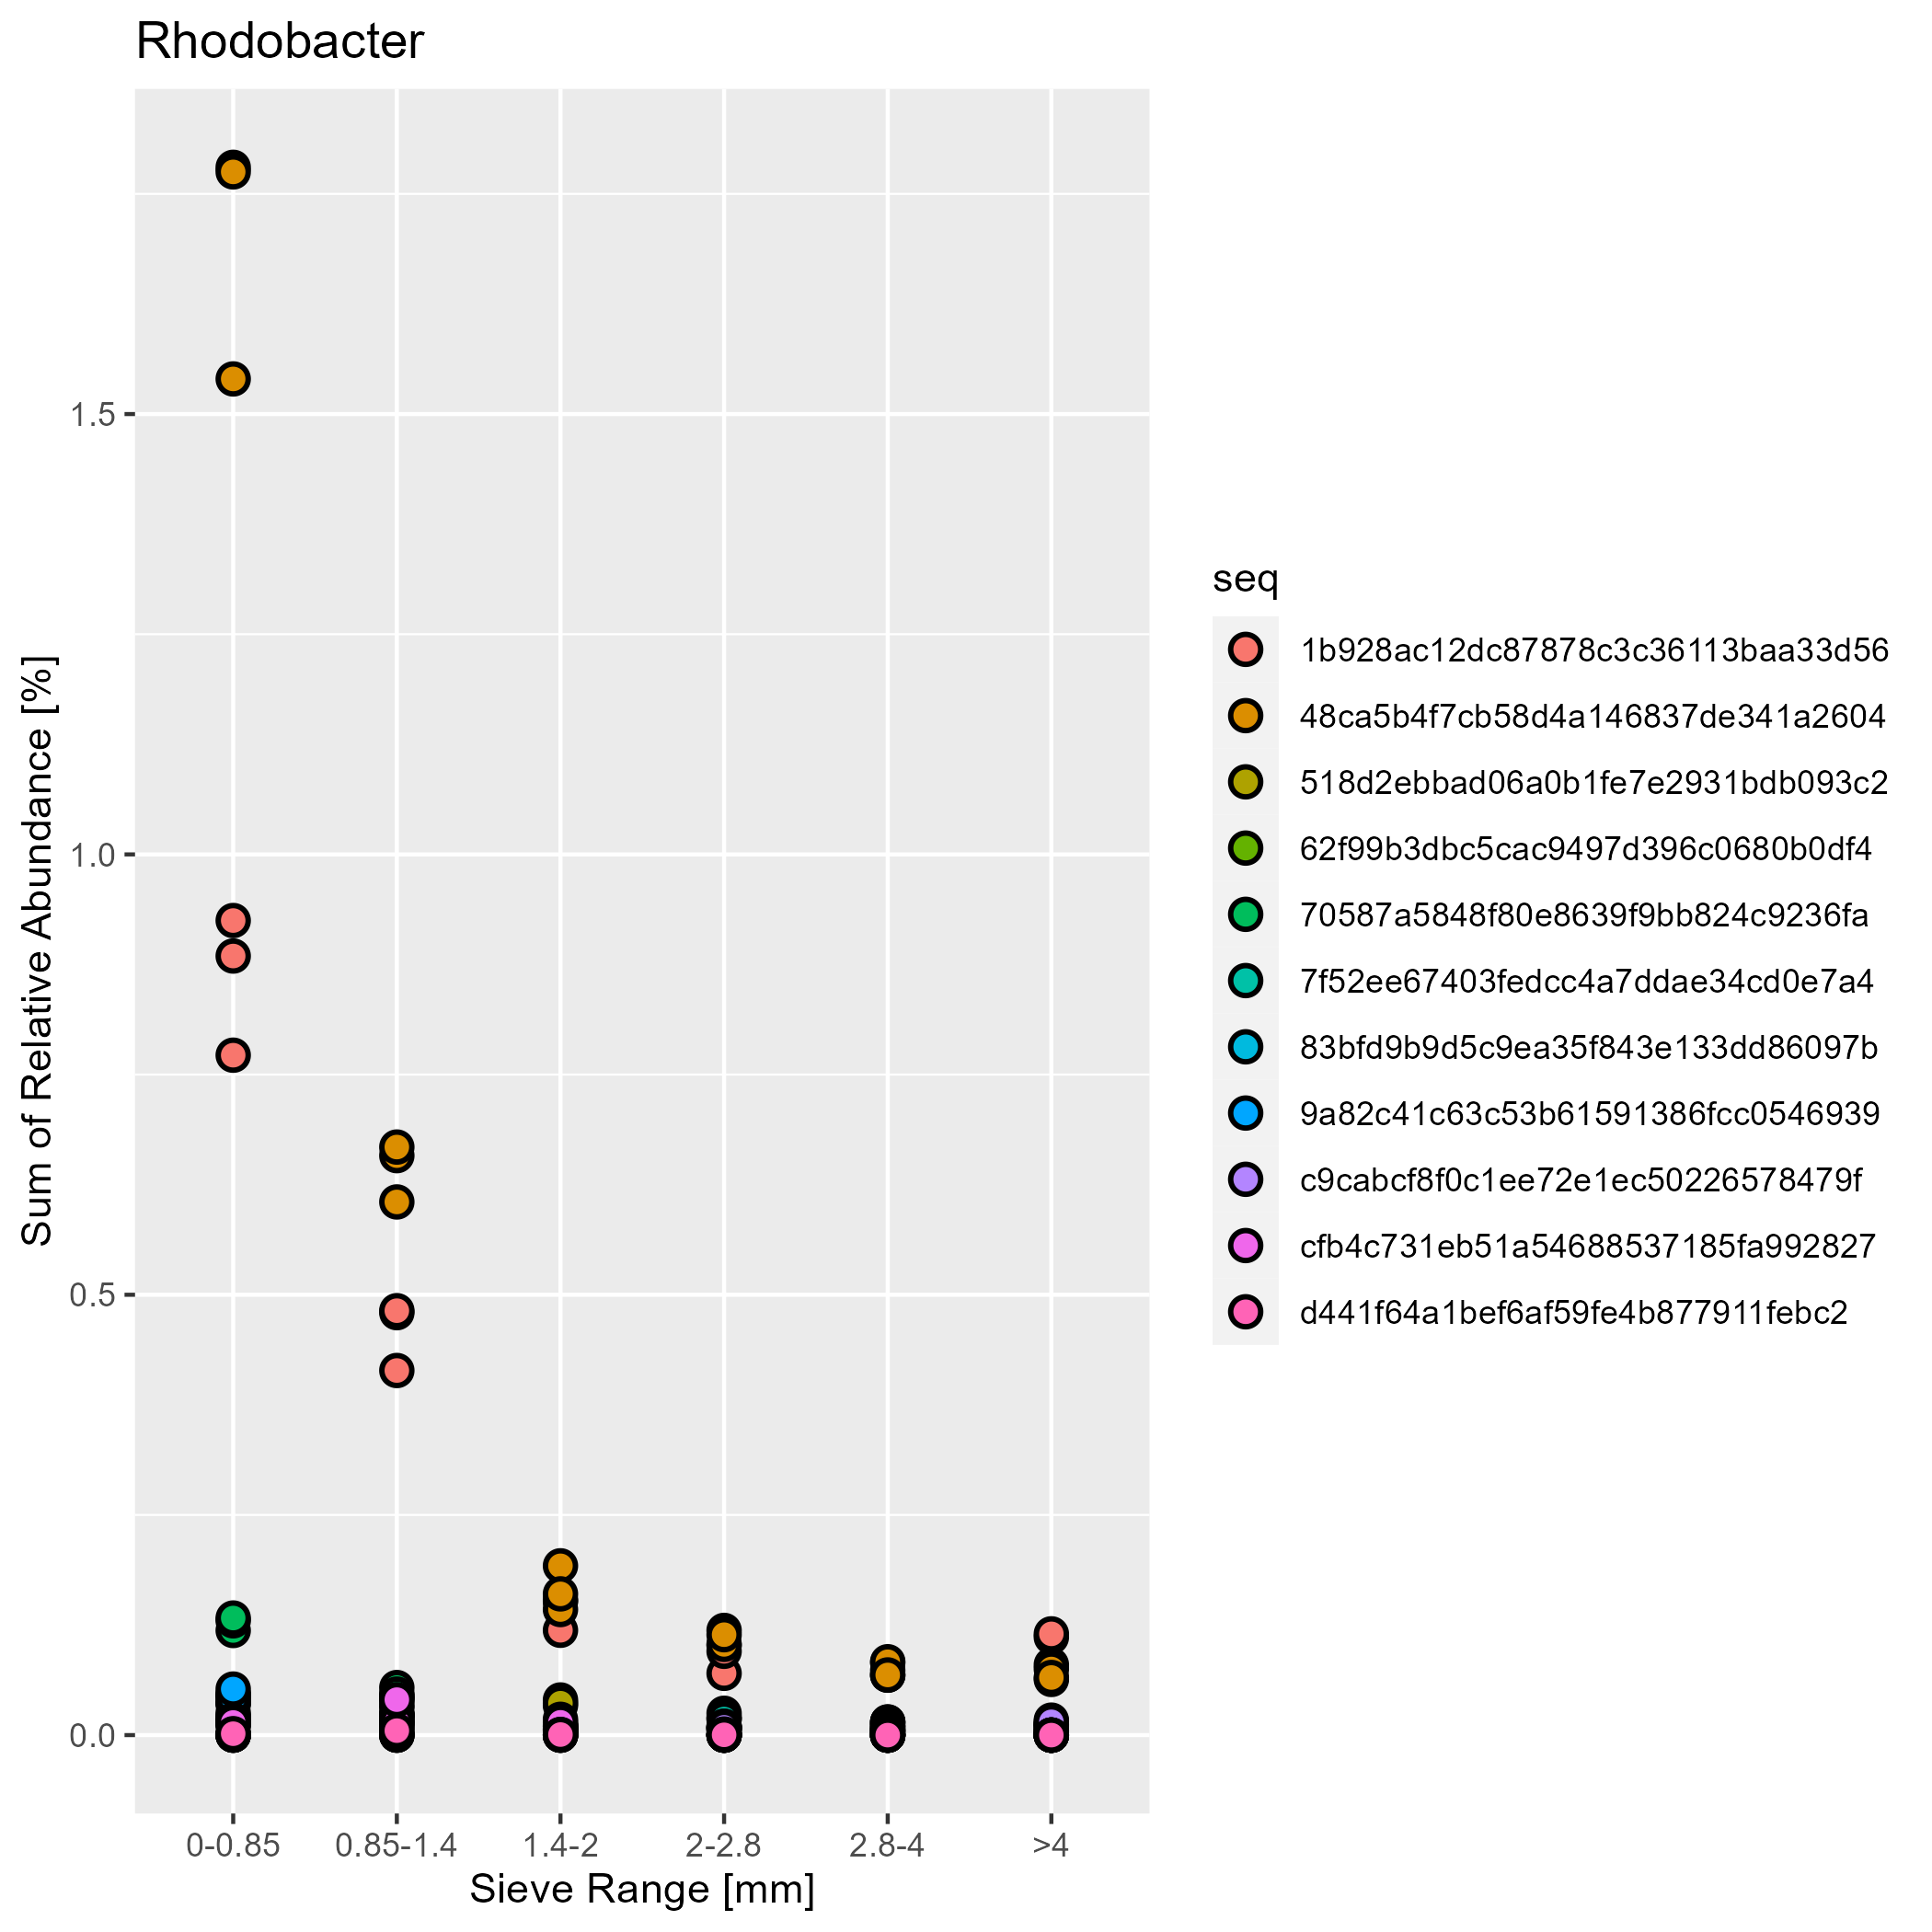 Rhodobacter
Sum of Relative Abundance [%]
1.5
1.0
0.5
0.0
0-0.85
0.85-1.4
1.4-2
2-2.8
2.8-4
>4
Sieve Range [mm]
seq
1b928ac12dc87878c3c36113baa33d56
48ca5b4f7cb58d4a146837de341a2604
518d2ebbad06a0b1fe7e2931bdb093c2
62f99b3dbc5cac9497d396c0680b0df4
70587a5848f80e8639f9bb824c9236fa
7f52ee67403fedcc4a7ddae34cd0e7a4
83bfd9b9d5c9ea35f843e133dd86097b
9a82c41c63c53b61591386fcc0546939
c9cabcf8f0c1ee72e1ec50226578479f
cfb4c731eb51a54688537185fa992827
d441f64a1bef6af59fe4b877911febc2